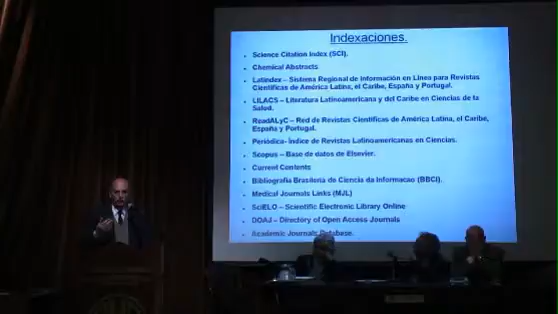 Indexaciones.
• Science Citation Index (SCI).
• Chemical Abstracts
• Latindex – Sistema Regional de Información en Línea para Revistas
Científicas de América Latina, el Caribe, España y Portugal.
• LILACS – Literatura Latinoamericana y del Caribe en Ciencias de la
Salud.
• ReadALyC – Red de Revistas Científicas de América Latina, el Caribe,
España y Portugal.
• Periódica- Índice de Revistas Latinoamericanas en Ciencias.
• Scopus – Base de datos de Elsevier.
• Current Contents
• Bibliografia Brasileira de Ciencia da Informacao (BBCI).
• Medical Journals Links (MJL)
• SciELO – Scientific Electronic Library Online
• DOAJ – Directory of Open Access Journals
• Academic Journals Database.